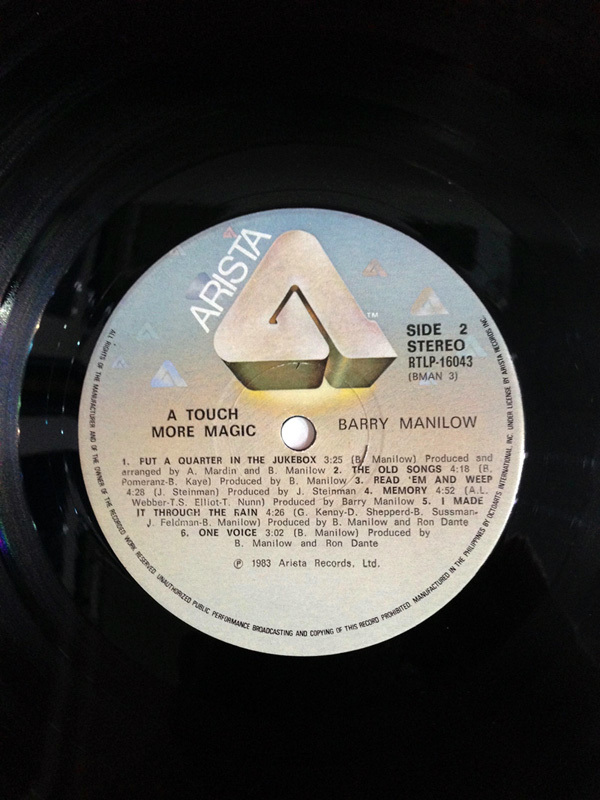 ARISTA
TM
SIDE 2
STEREO
RTLP-16043
(BMAN 3)
A TOUCH
MORE MAGIC
BARRY MANILOW
1. PUT A QUARTER IN THE JUKEBOX 3:25 (B. Manilow) Produced and
arranged by A. Mardin and B. Manilow 2. THE OLD SONGS 4:18 (B.
Pomeranz-B. Kaye) Produced by B. Manilow 3. READ 'EM AND WEEP
4:28 (J. Steinman) Produced by J. Steinman 4. MEMORY 4:52 (A.L.
Webber-T.S. Elliot-T. Nunn) Produced by Barry Manilow 5. I MADE
IT THROUGH THE RAIN 4:26 (G. Kenny-D. Shepperd-B. Sussman-
J. Feldman-B. Manilow) Produced by B. Manilow and Ron Dante
6. ONE VOICE 3:02 (B. Manilow) Produced by
B. Manilow and Ron Dante
℗ 1983 Arista Records, Ltd.
ALL RIGHTS OF THE MANUFACTURER AND OF THE OWNER OF THE RECORDED WORK RESERVED. UNAUTHORIZED PUBLIC PERFORMANCE BROADCASTING AND COPYING OF THIS RECORD PROHIBITED. MANUFACTURED IN THE PHILIPPINES BY OCTOARTS INTERNATIONAL, INC. UNDER LICENSE BY ARISTA RECORDS INC.